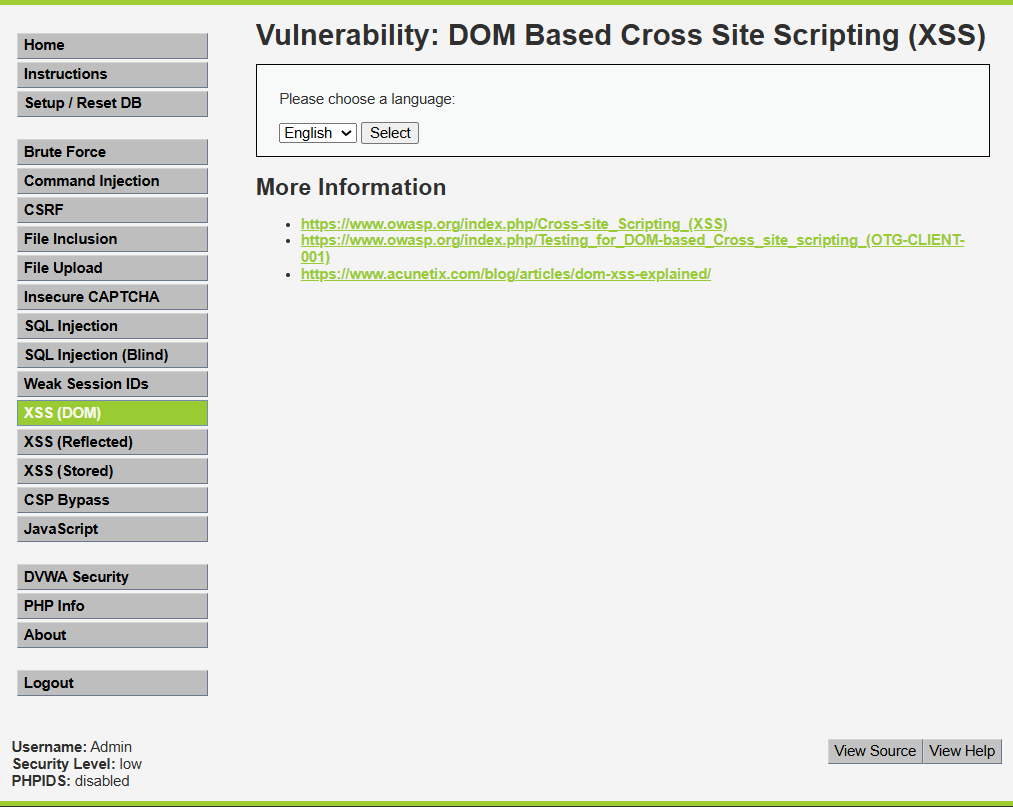 Home
Instructions
Setup / Reset DB
Brute Force
Command Injection
CSRF
File Inclusion
File Upload
Insecure CAPTCHA
SQL Injection
SQL Injection (Blind)
Weak Session IDs
XSS (DOM)
XSS (Reflected)
XSS (Stored)
CSP Bypass
JavaScript
DVWA Security
PHP Info
About
Logout
Vulnerability: DOM Based Cross Site Scripting (XSS)
Please choose a language:
English Select
More Information
https://www.owasp.org/index.php/Cross-site_Scripting_(XSS)
https://www.owasp.org/index.php/Testing_for_DOM-based_Cross_site_scripting_(OTG-CLIENT-
001)
https://www.acunetix.com/blog/articles/dom-xss-explained/
Username: Admin
Security Level: low
PHPIDS: disabled
View Source View Help